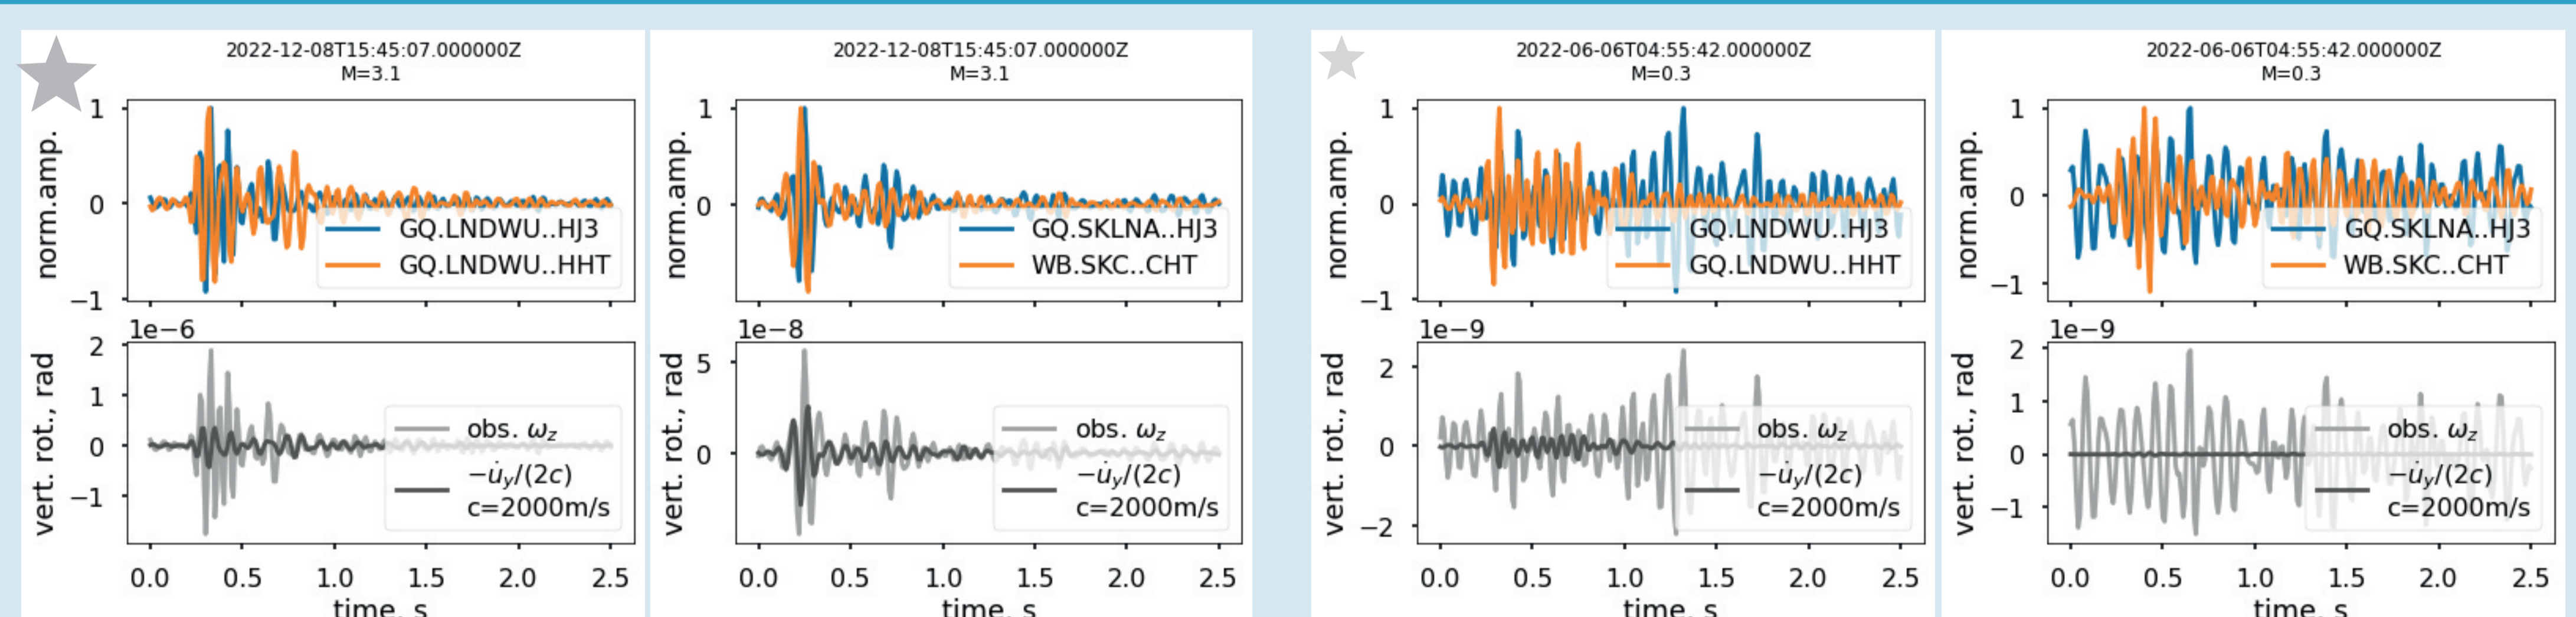 2022-12-08T15:45:07.000000Z
M=3.1
norm.amp.
1
0
−1
GQ.LNDWU..HJ3
GQ.LNDWU..HHT
1e−6
vert. rot., rad
2
1
0
−1
obs. ωz
−u̇y/(2c)
c=2000m/s
0.0 0.5 1.0 1.5 2.0 2.5
time, s
2022-12-08T15:45:07.000000Z
M=3.1
norm.amp.
1
0
GQ.SKLNA..HJ3
WB.SKC..CHT
1e−8
vert. rot., rad
5
0
obs. ωz
−u̇y/(2c)
c=2000m/s
0.0 0.5 1.0 1.5 2.0 2.5
time, s
2022-06-06T04:55:42.000000Z
M=0.3
norm.amp.
1
0
−1
GQ.LNDWU..HJ3
GQ.LNDWU..HHT
1e−9
vert. rot., rad
2
0
−2
obs. ωz
−u̇y/(2c)
c=2000m/s
0.0 0.5 1.0 1.5 2.0 2.5
time, s
2022-06-06T04:55:42.000000Z
M=0.3
norm.amp.
1
0
−1
GQ.SKLNA..HJ3
WB.SKC..CHT
1e−9
vert. rot., rad
2
1
0
−1
obs. ωz
−u̇y/(2c)
c=2000m/s
0.0 0.5 1.0 1.5 2.0 2.5
time, s